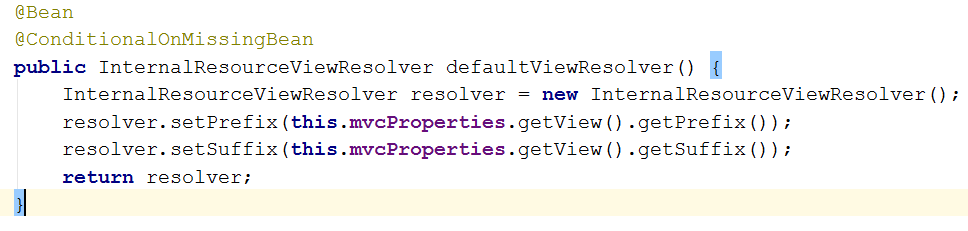 @Bean
@ConditionalOnMissingBean
public InternalResourceViewResolver defaultViewResolver() {
    InternalResourceViewResolver resolver = new InternalResourceViewResolver();
    resolver.setPrefix(this.mvcProperties.getView().getPrefix());
    resolver.setSuffix(this.mvcProperties.getView().getSuffix());
    return resolver;
}